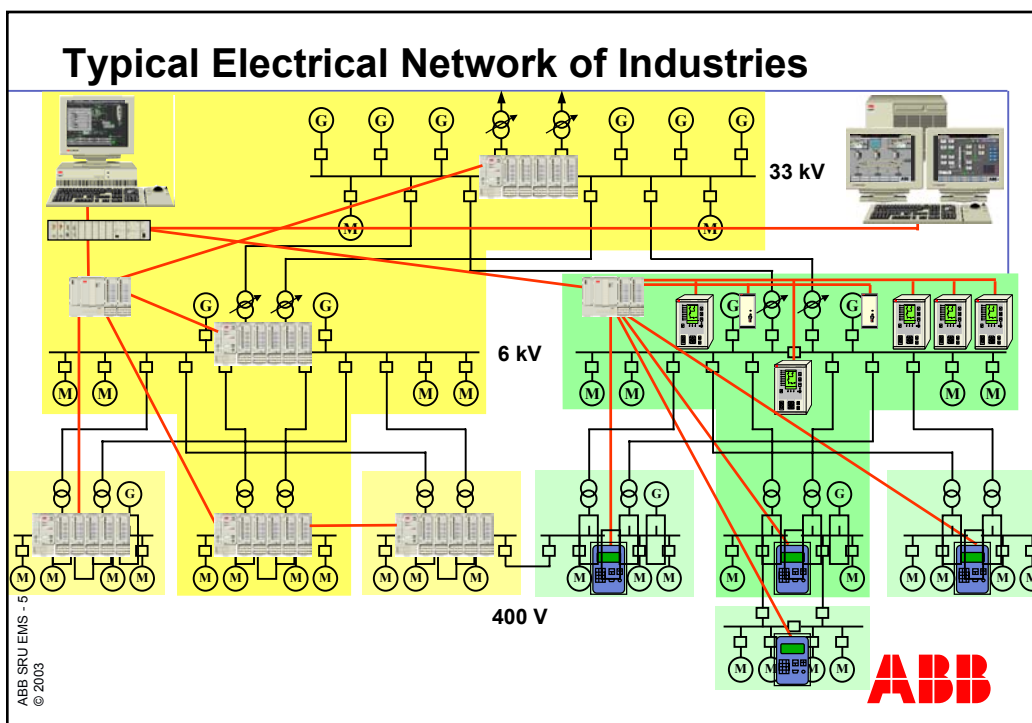 Typical Electrical Network of Industries
G G G G G G
33 kV
M M
G G G G
6 kV
M M M M M M M M
G G G
M M M M M M M M M M M M M M M M M M M M M M
400 V
M M M M
ABB SRU EMS - 5
© 2003
ABB